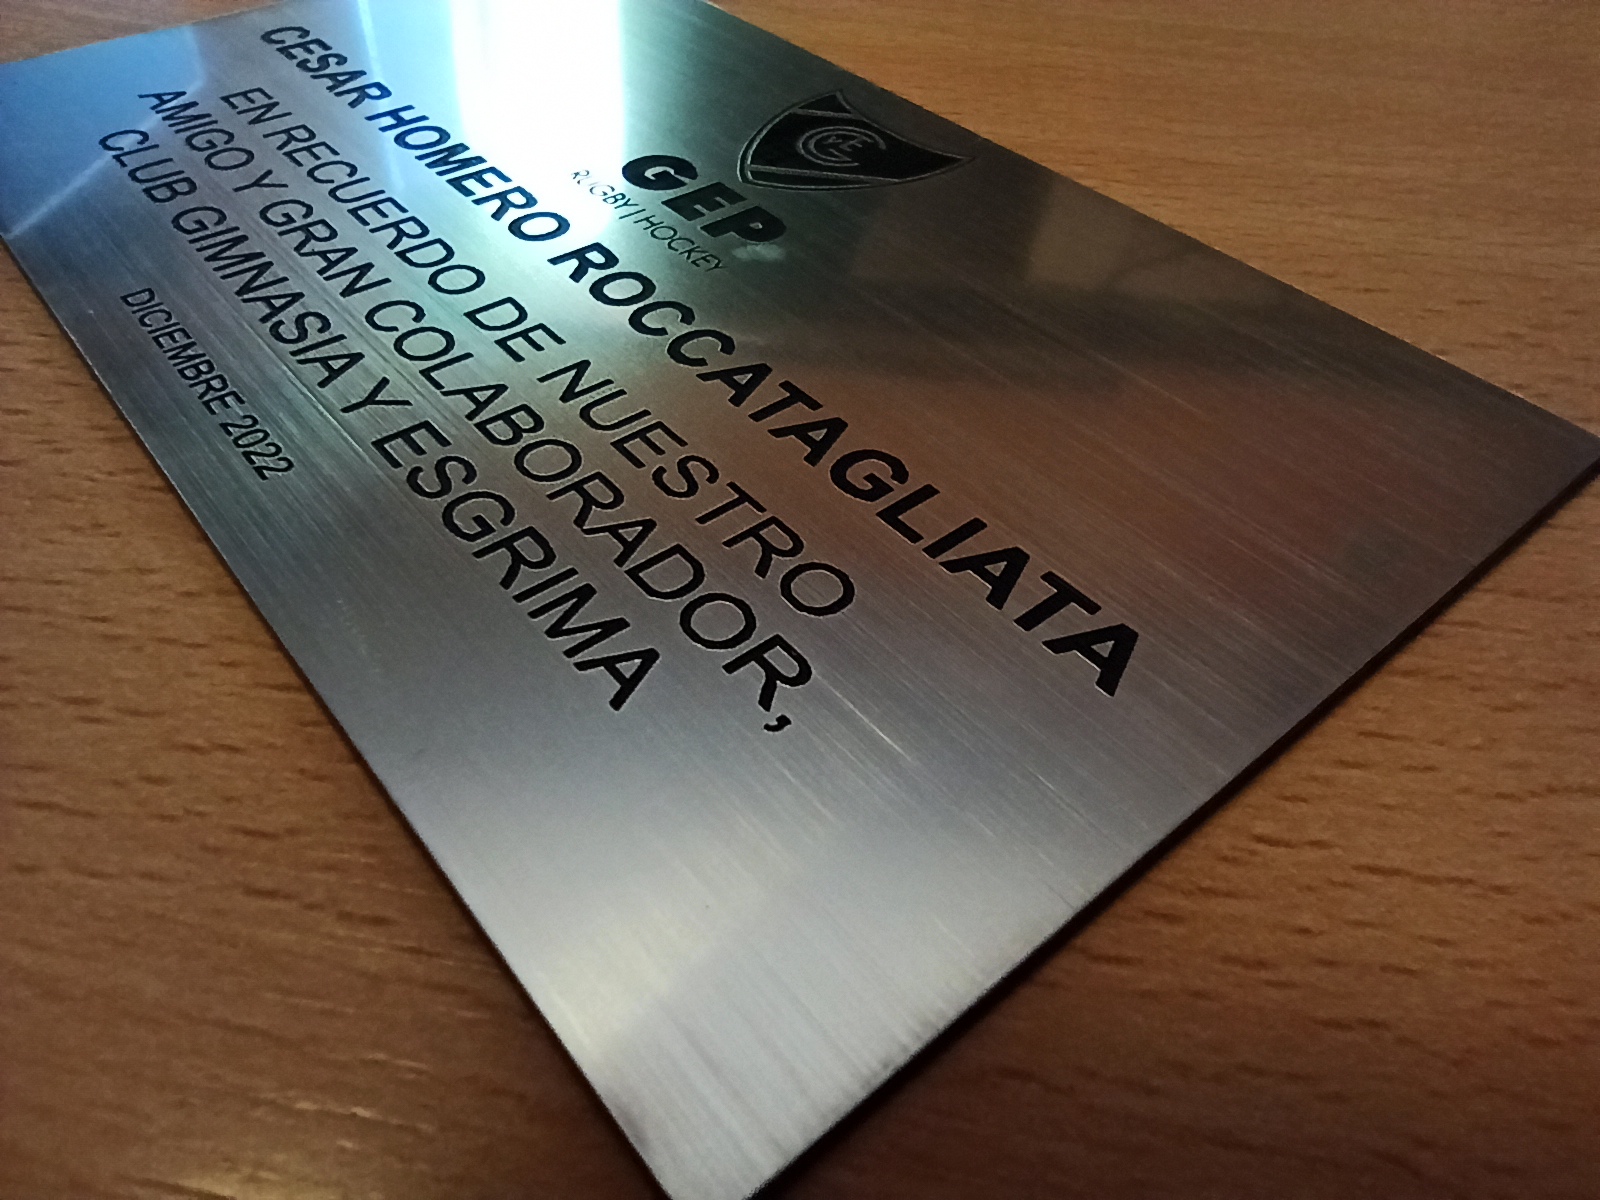 GEP
RUGBY | HOCKEY
CESAR HOMERO ROCCATAGLIATA
EN RECUERDO DE NUESTRO
AMIGO Y GRAN COLABORADOR,
CLUB GIMNASIA Y ESGRIMA
DICIEMBRE 2022